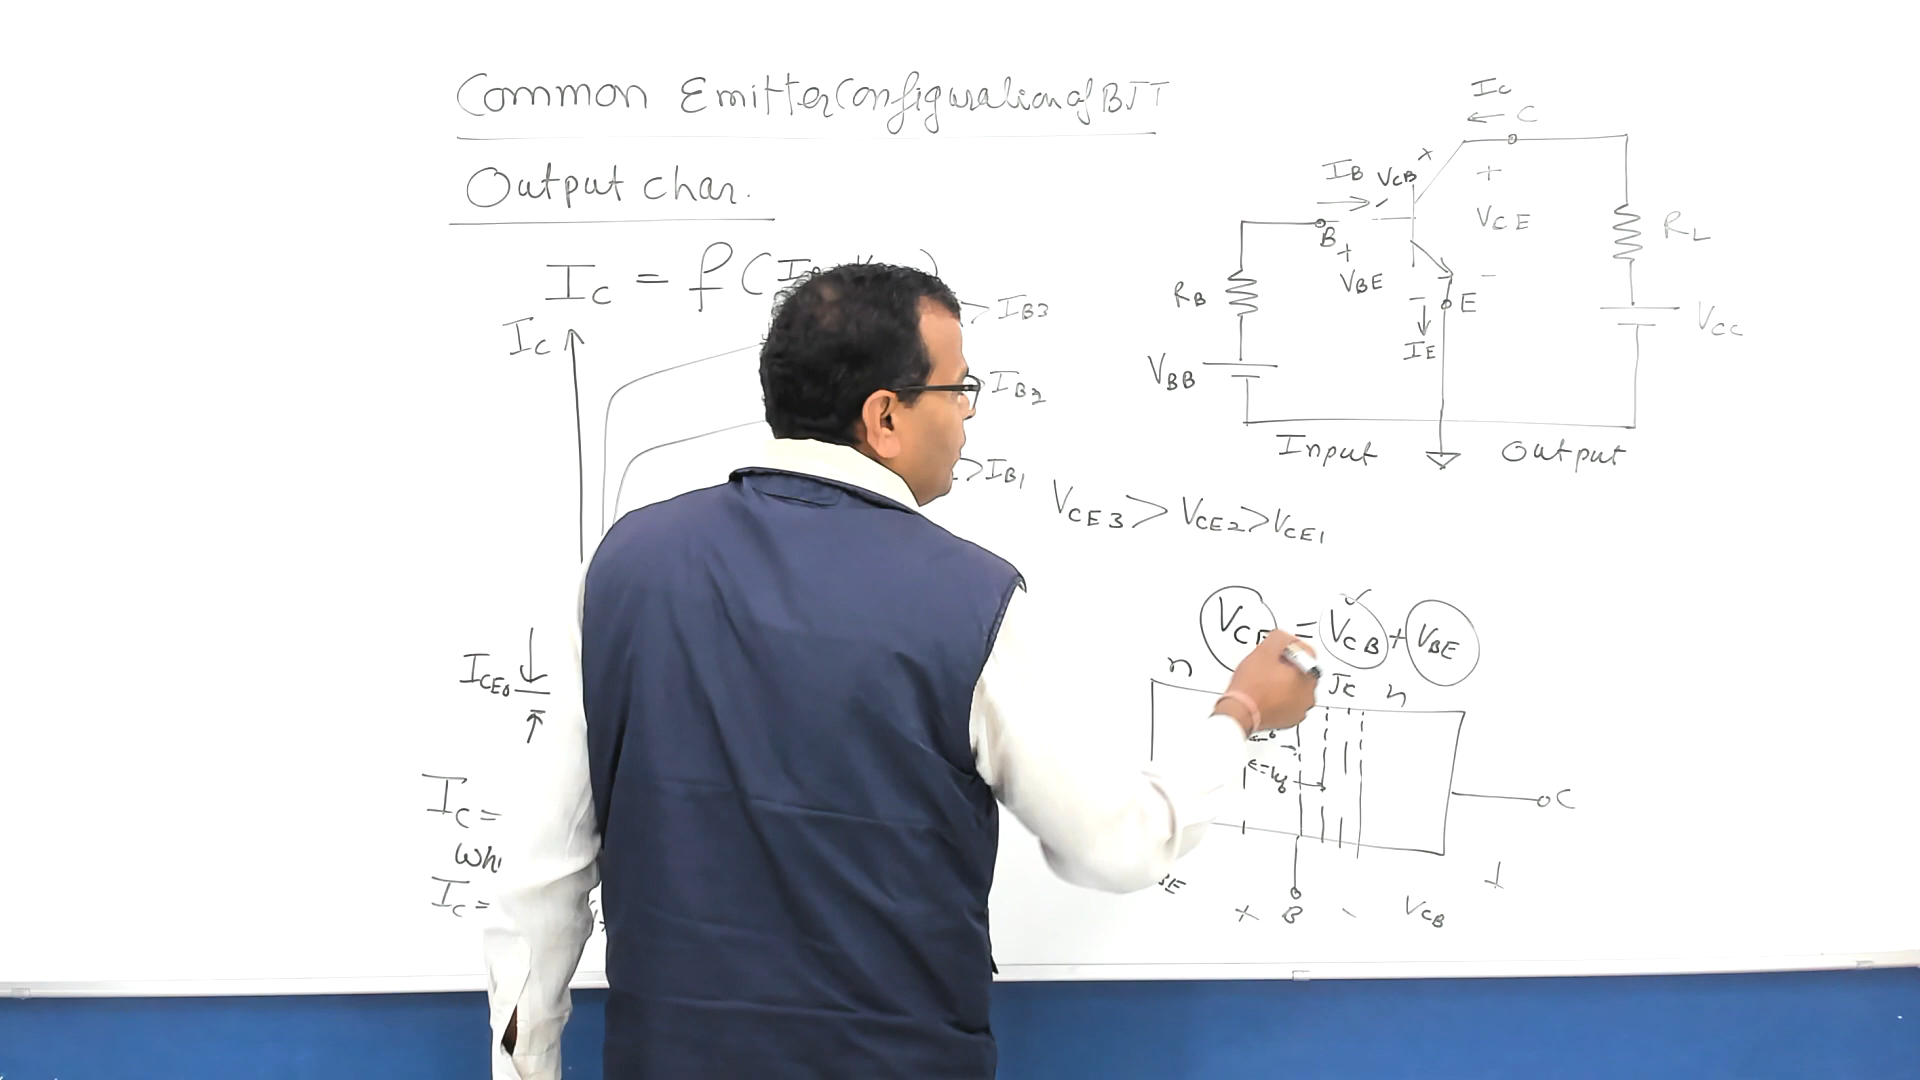 Common Emitter Configuration of BJT
Output char.
IC = f (I
IC
> IB3
IB2
> IB1
ICEO
IC =
IC =
IC
C
IB
VCB
+
B
+
VCE
VBE
-
RB
RL
E
IE
VBB
VCC
Input
Output
VCE3 > VCE2 > VCE1
VCE = VCB + VBE
n
JC
n
C
+ B -
VCB
+